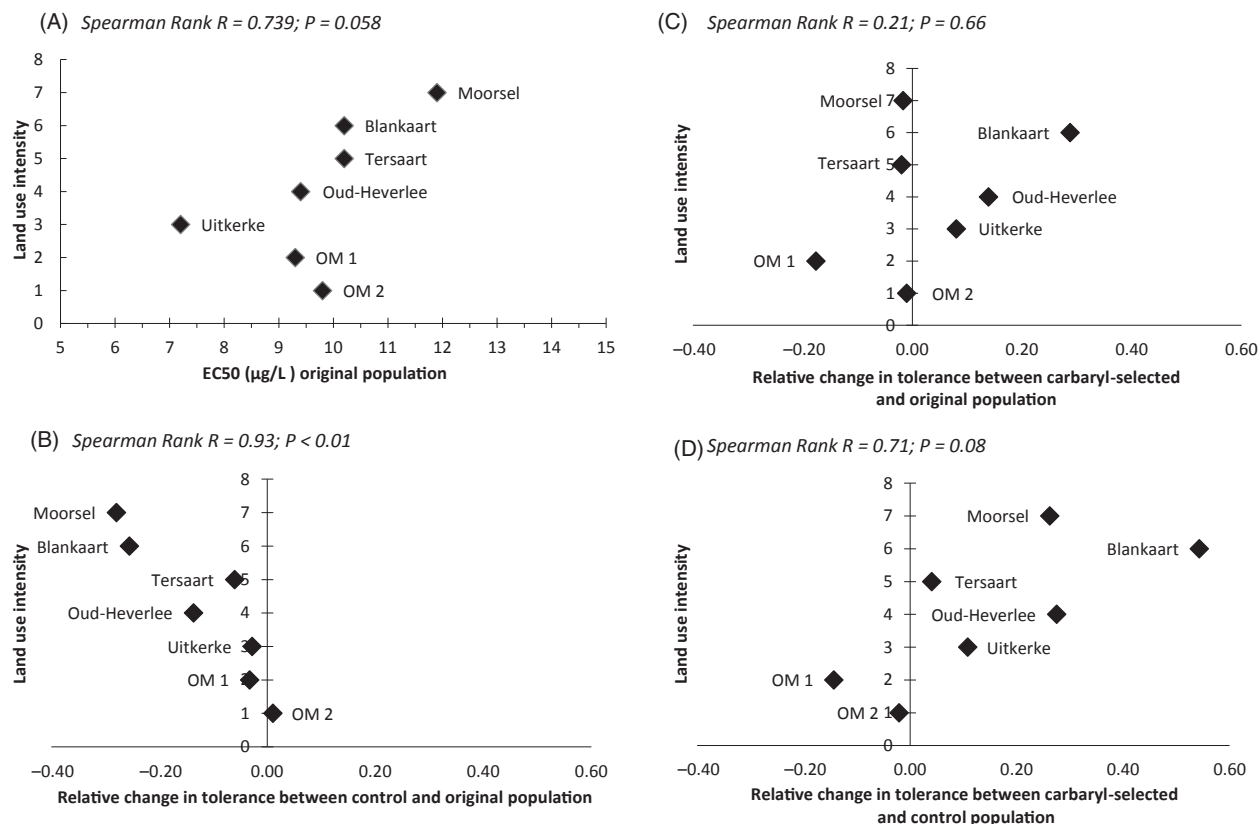 (A) Spearman Rank R = 0.739; P = 0.058
Land use intensity
8
7
6
5
4
3
2
1
0
Moorsel
Blankaart
Tersaart
Oud-Heverlee
Uitkerke
OM 1
OM 2
5 6 7 8 9 10 11 12 13 14 15
EC50 (µg/L ) original population
(B) Spearman Rank R = 0.93; P < 0.01
Land use intensity
8
7
6
5
4
3
2
1
0
Moorsel
Blankaart
Tersaart
Oud-Heverlee
Uitkerke
OM 1
OM 2
–0.40 –0.20 0.00 0.20 0.40 0.60
Relative change in tolerance between control and original population
(C) Spearman Rank R = 0.21; P = 0.66
Land use intensity
8
7
6
5
4
3
2
1
0
Moorsel
Blankaart
Tersaart
Oud-Heverlee
Uitkerke
OM 1
OM 2
–0.40 –0.20 0.00 0.20 0.40 0.60
Relative change in tolerance between carbaryl-selected
and original population
(D) Spearman Rank R = 0.71; P = 0.08
Land use intensity
8
7
6
5
4
3
2
1
0
Moorsel
Blankaart
Tersaart
Oud-Heverlee
Uitkerke
OM 1
OM 2
–0.40 –0.20 0.00 0.20 0.40 0.60
Relative change in tolerance between carbaryl-selected
and control population